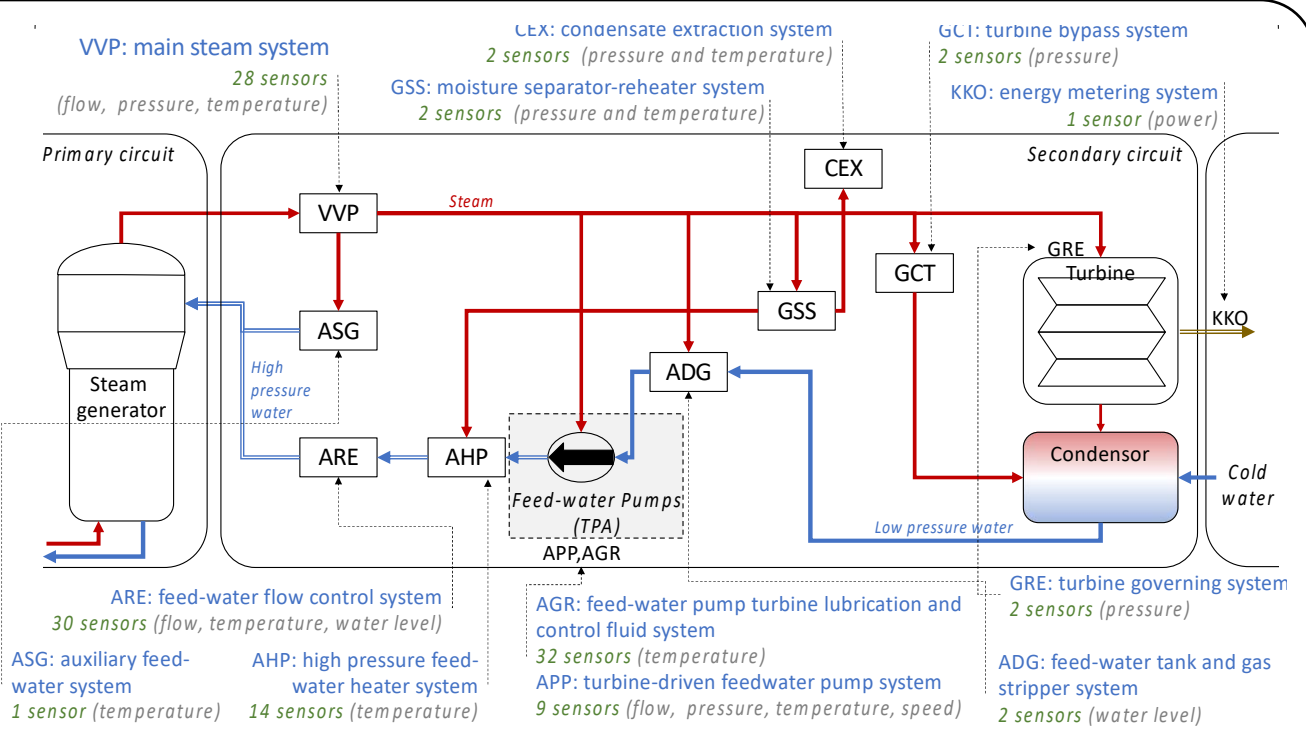 CEX: condensate extraction system
2 sensors (pressure and temperature)
GCT: turbine bypass system
2 sensors (pressure)
VVP: main steam system
28 sensors
(flow, pressure, temperature)
GSS: moisture separator-reheater system
2 sensors (pressure and temperature)
KKO: energy metering system
1 sensor (power)
Primary circuit
Secondary circuit
CEX
VVP
Steam
GRE
Turbine
GCT
GSS
KKO
ASG
High
pressure
water
ADG
Steam
generator
ARE
AHP
Condensor
Cold
water
Feed-water Pumps
(TPA)
Low pressure water
APP,AGR
ARE: feed-water flow control system
30 sensors (flow, temperature, water level)
AGR: feed-water pump turbine lubrication and
control fluid system
32 sensors (temperature)
APP: turbine-driven feedwater pump system
9 sensors (flow, pressure, temperature, speed)
GRE: turbine governing system
2 sensors (pressure)
ASG: auxiliary feed-
water system
1 sensor (temperature)
AHP: high pressure feed-
water heater system
14 sensors (temperature)
ADG: feed-water tank and gas
stripper system
2 sensors (water level)